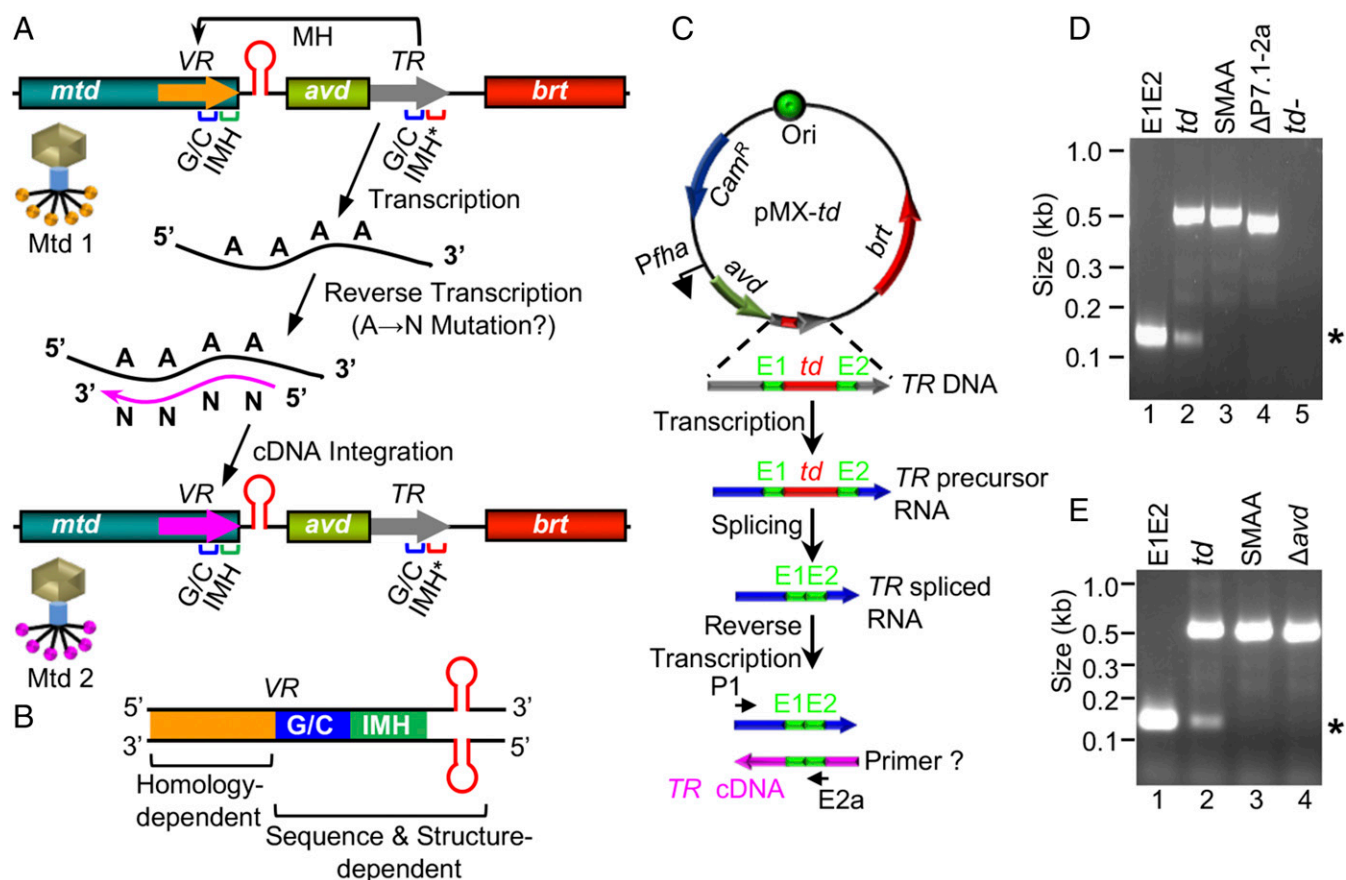 A
MH
VR
TR
mtd
avd
brt
G/C
IMH
G/C
IMH*
Mtd 1
Transcription
5’
A A A A
3’
Reverse Transcription
(A→N Mutation?)
5’
A A A A
3’
3’
N N N N
5’
cDNA Integration
VR
TR
mtd
avd
brt
G/C
IMH
G/C
IMH*
Mtd 2
B
VR
5’
3’
G/C
IMH
3’
5’
Homology-
dependent
Sequence & Structure-
dependent
C
Ori
CamR
pMX-td
Pfha
avd
brt
E1 td E2
TR DNA
Transcription
E1 td E2
TR precursor
RNA
Splicing
E1E2
TR spliced
RNA
Reverse
Transcription
P1
E1E2
Primer ?
TR cDNA
E2a
D
E1E2
td
SMAA
ΔP7.1-2a
td-
Size (kb)
1.0
0.5
0.3
0.2
0.1
*
1 2 3 4 5
E
E1E2
td
SMAA
Δavd
Size (kb)
1.0
0.5
0.3
0.2
0.1
*
1 2 3 4